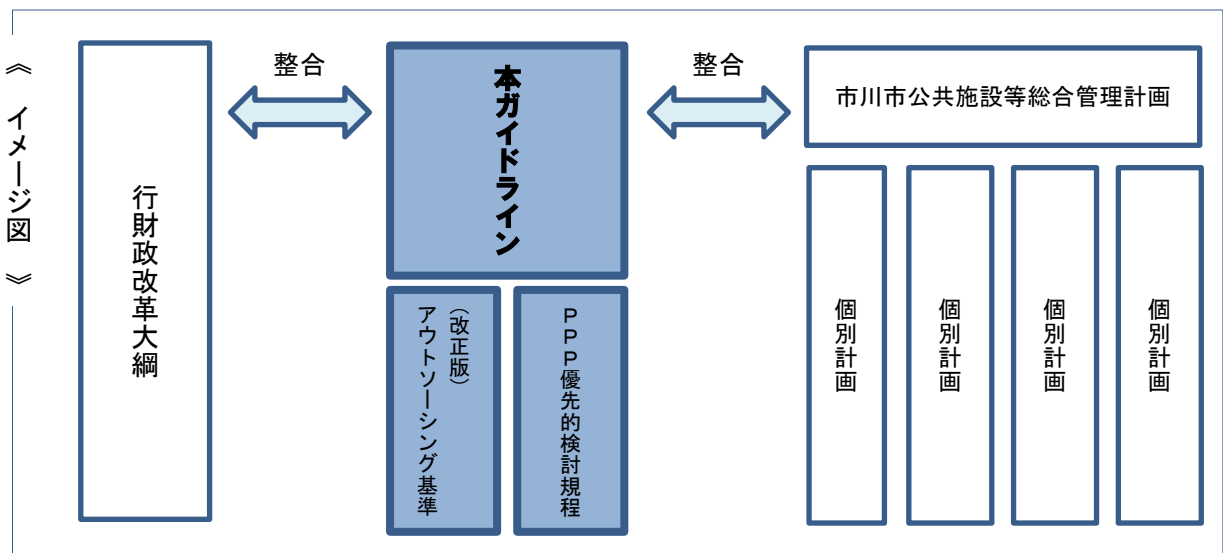 《 イメージ図 》
行財政改革大綱
整合
本ガイドライン
アウトソーシング基準
（改正版）
ＰＰＰ優先的検討規程
整合
市川市公共施設等総合管理計画
個別計画
個別計画
個別計画
個別計画